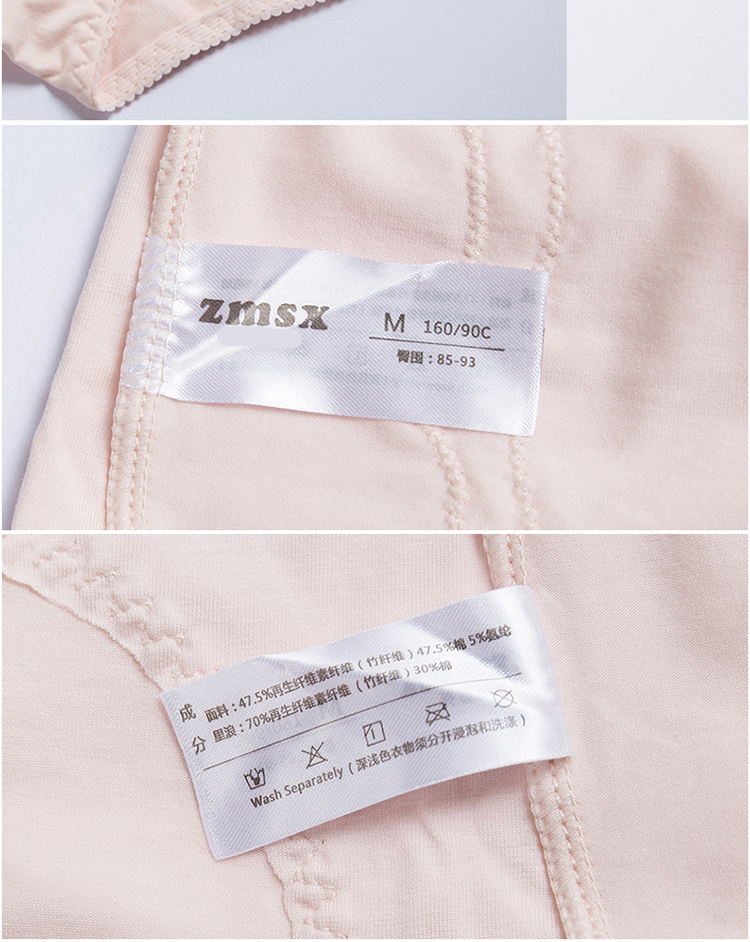 zmsx
M 160/90C
臀围：85-93
成分
面料：47.5%再生纤维素纤维（竹纤维）47.5%棉 5%氨纶
里浪：70%再生纤维素纤维（竹纤维）30%棉
Wash Separately ( 深浅色衣物须分开浸泡和洗涤 )